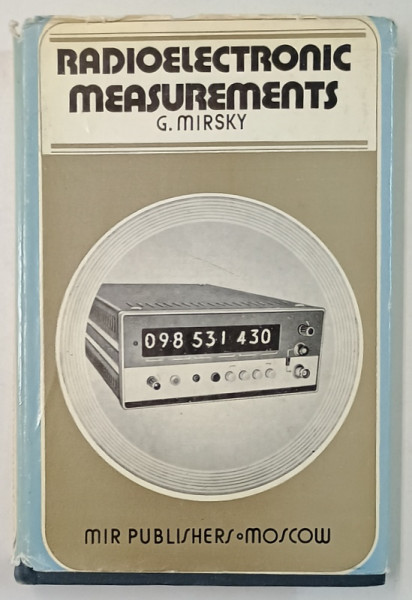 RADIOELECTRONIC
MEASUREMENTS
G. MIRSKY
098 531 430
MIR PUBLISHERS MOSCOW